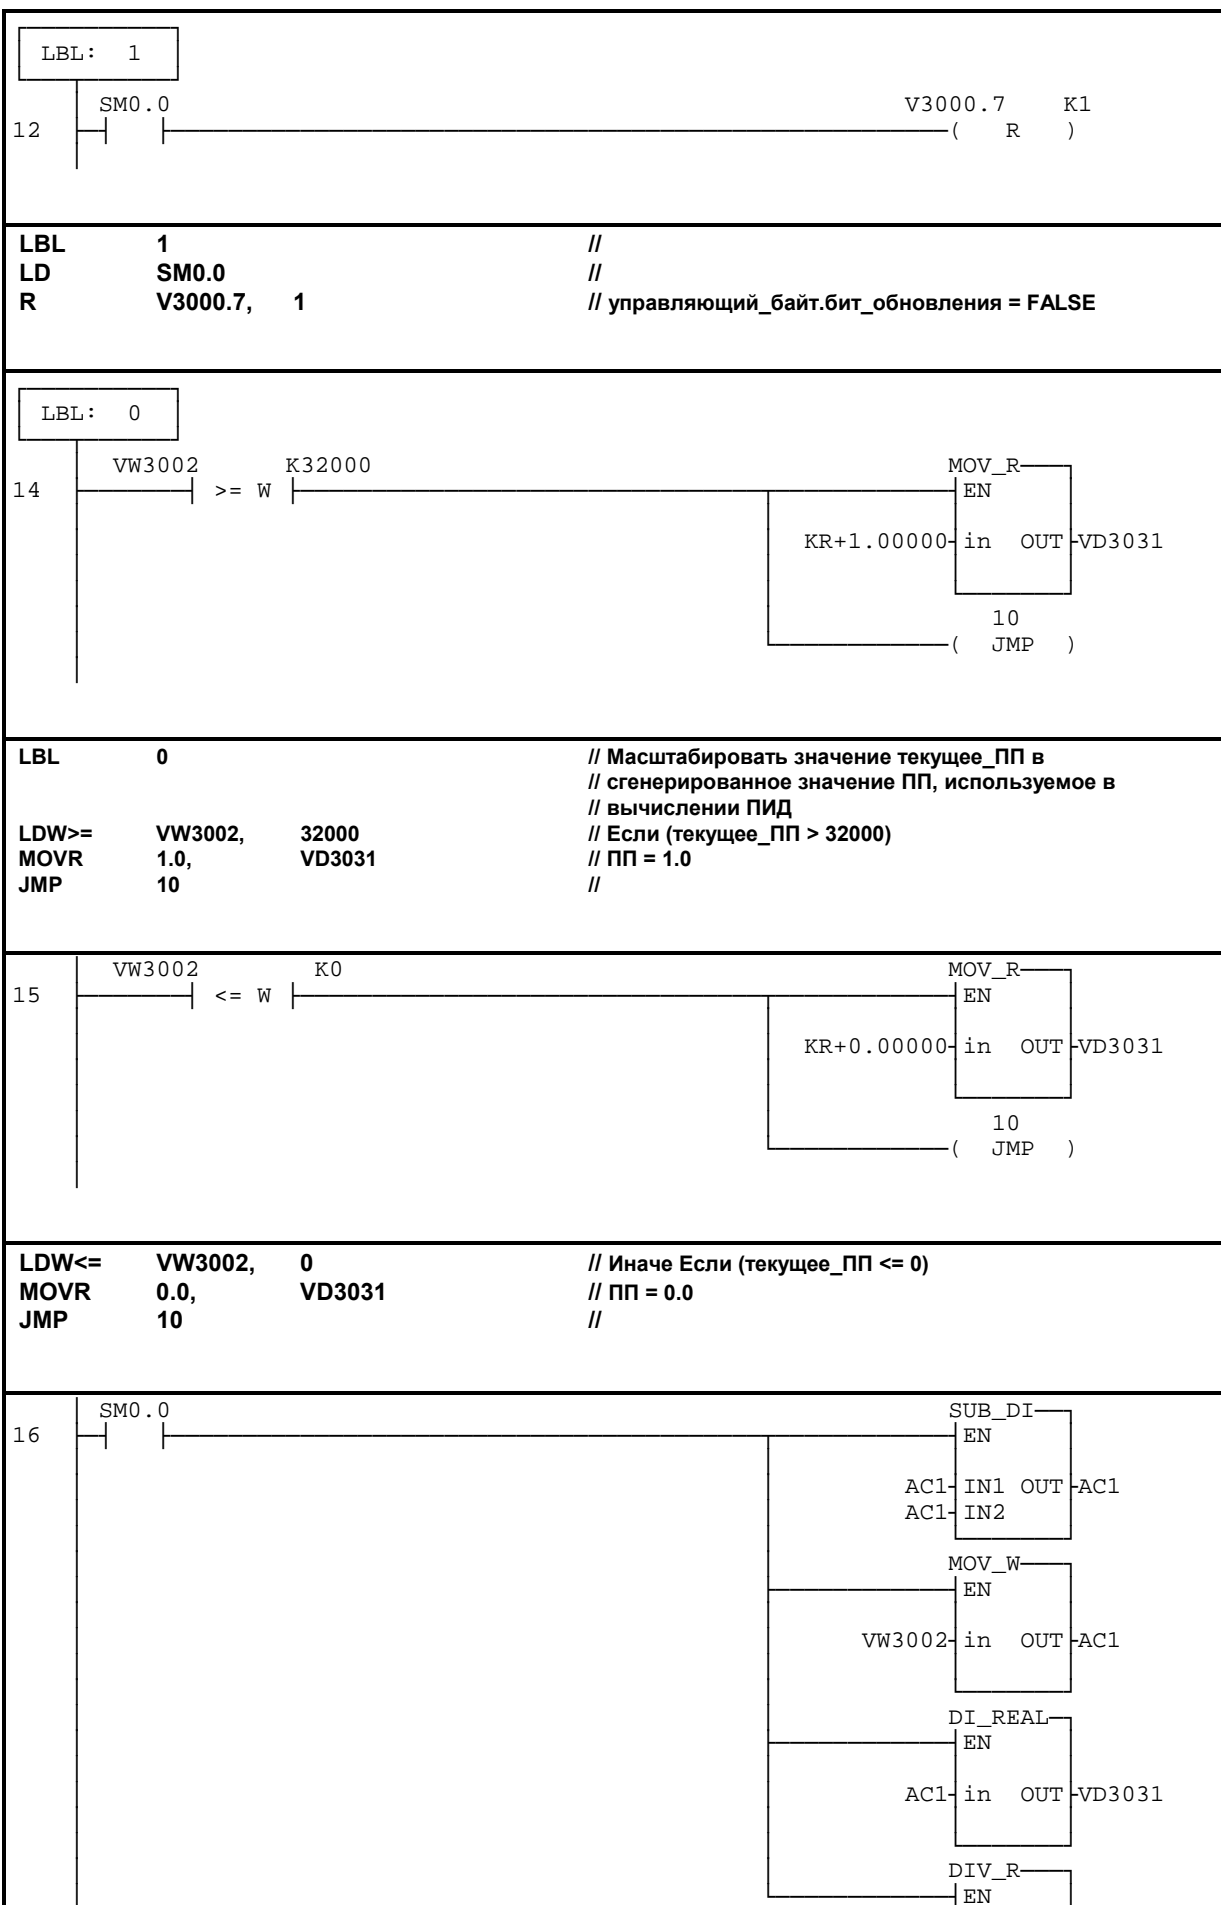 LBL: 1
SM0.0 V3000.7 K1
12 ( R )
LBL 1 //
LD SM0.0 //
R V3000.7, 1 // управляющий_байт.бит_обновления = FALSE
LBL: 0
VW3002 K32000 MOV_R
14 >= W EN
KR+1.00000 in OUT VD3031
10
( JMP )
LBL 0 // Масштабировать значение текущее_ПП в
// сгенерированное значение ПП, используемое в
// вычислении ПИД
LDW>= VW3002, 32000 // Если (текущее_ПП > 32000)
MOVR 1.0, VD3031 // ПП = 1.0
JMP 10 //
VW3002 K0 MOV_R
15 <= W EN
KR+0.00000 in OUT VD3031
10
( JMP )
LDW<= VW3002, 0 // Иначе Если (текущее_ПП <= 0)
MOVR 0.0, VD3031 // ПП = 0.0
JMP 10 //
SM0.0 SUB_DI
16 EN
AC1 IN1 OUT AC1
AC1 IN2
MOV_W
EN
VW3002 in OUT AC1
DI_REAL
EN
AC1 in OUT VD3031
DIV_R
EN